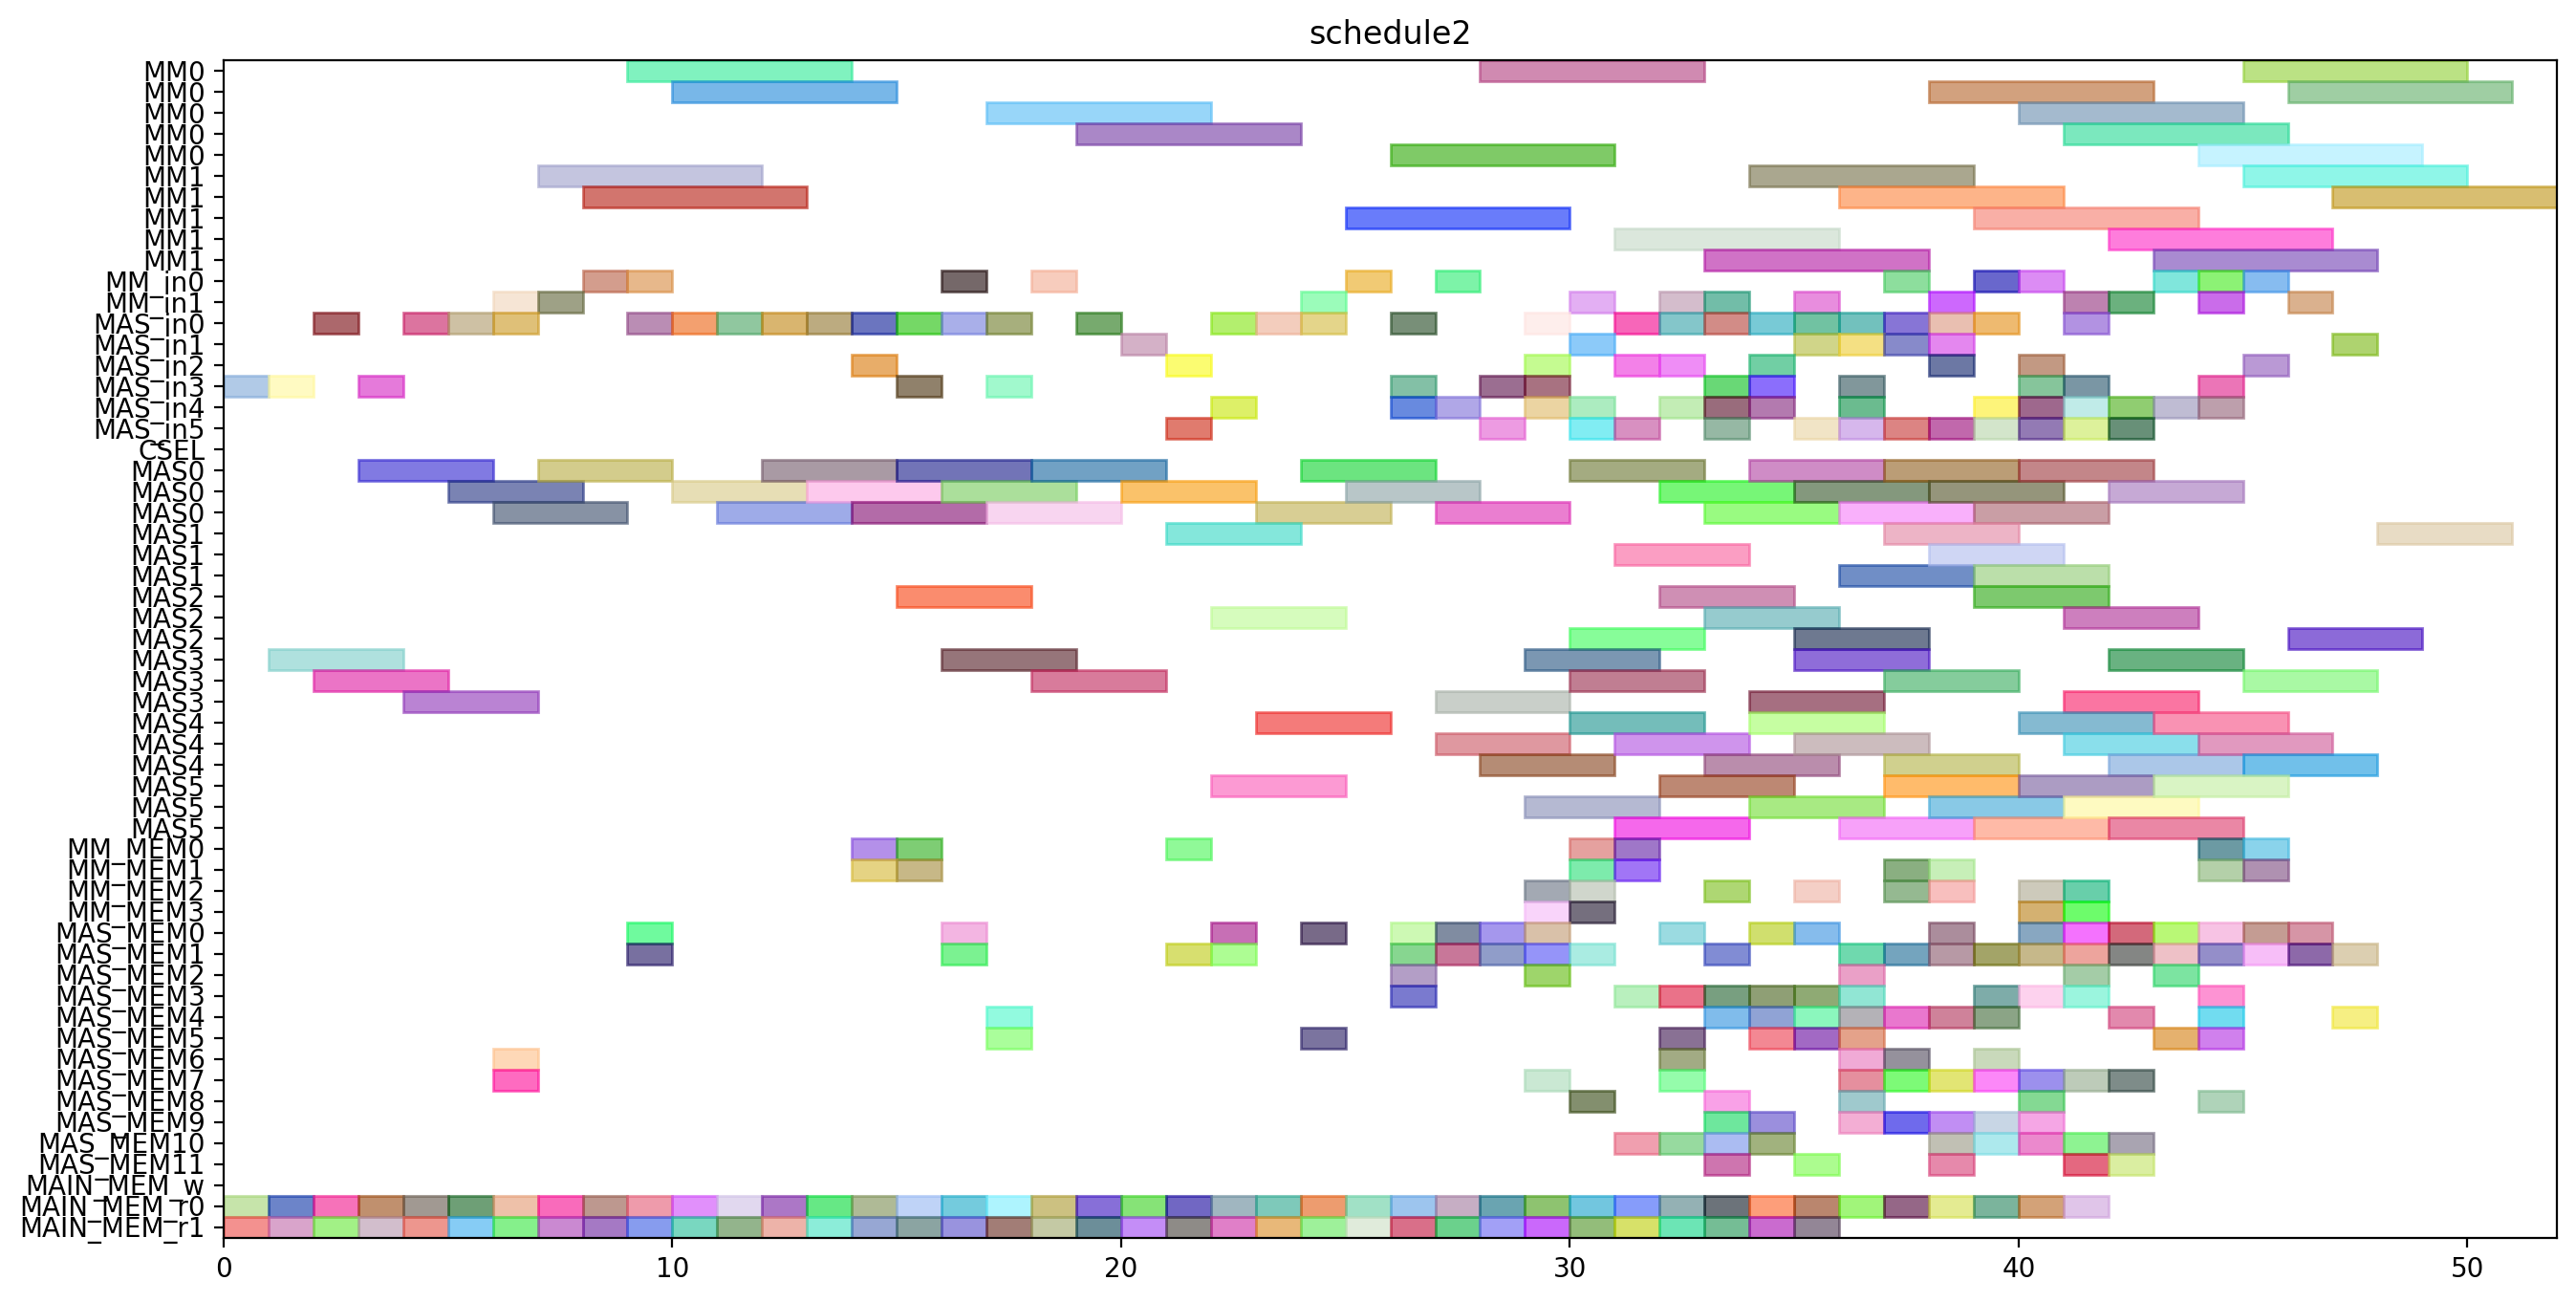 schedule2
MM0
MM0
MM0
MM0
MM0
MM1
MM1
MM1
MM1
MM1
MM_in0
MM_in1
MAS_in0
MAS_in1
MAS_in2
MAS_in3
MAS_in4
MAS_in5
CSEL
MAS0
MAS0
MAS0
MAS1
MAS1
MAS1
MAS2
MAS2
MAS2
MAS3
MAS3
MAS3
MAS4
MAS4
MAS4
MAS5
MAS5
MAS5
MM_MEM0
MM_MEM1
MM_MEM2
MM_MEM3
MAS_MEM0
MAS_MEM1
MAS_MEM2
MAS_MEM3
MAS_MEM4
MAS_MEM5
MAS_MEM6
MAS_MEM7
MAS_MEM8
MAS_MEM9
MAS_MEM10
MAS_MEM11
MAIN_MEM_w
MAIN_MEM_r0
MAIN_MEM_r1
0 10 20 30 40 50